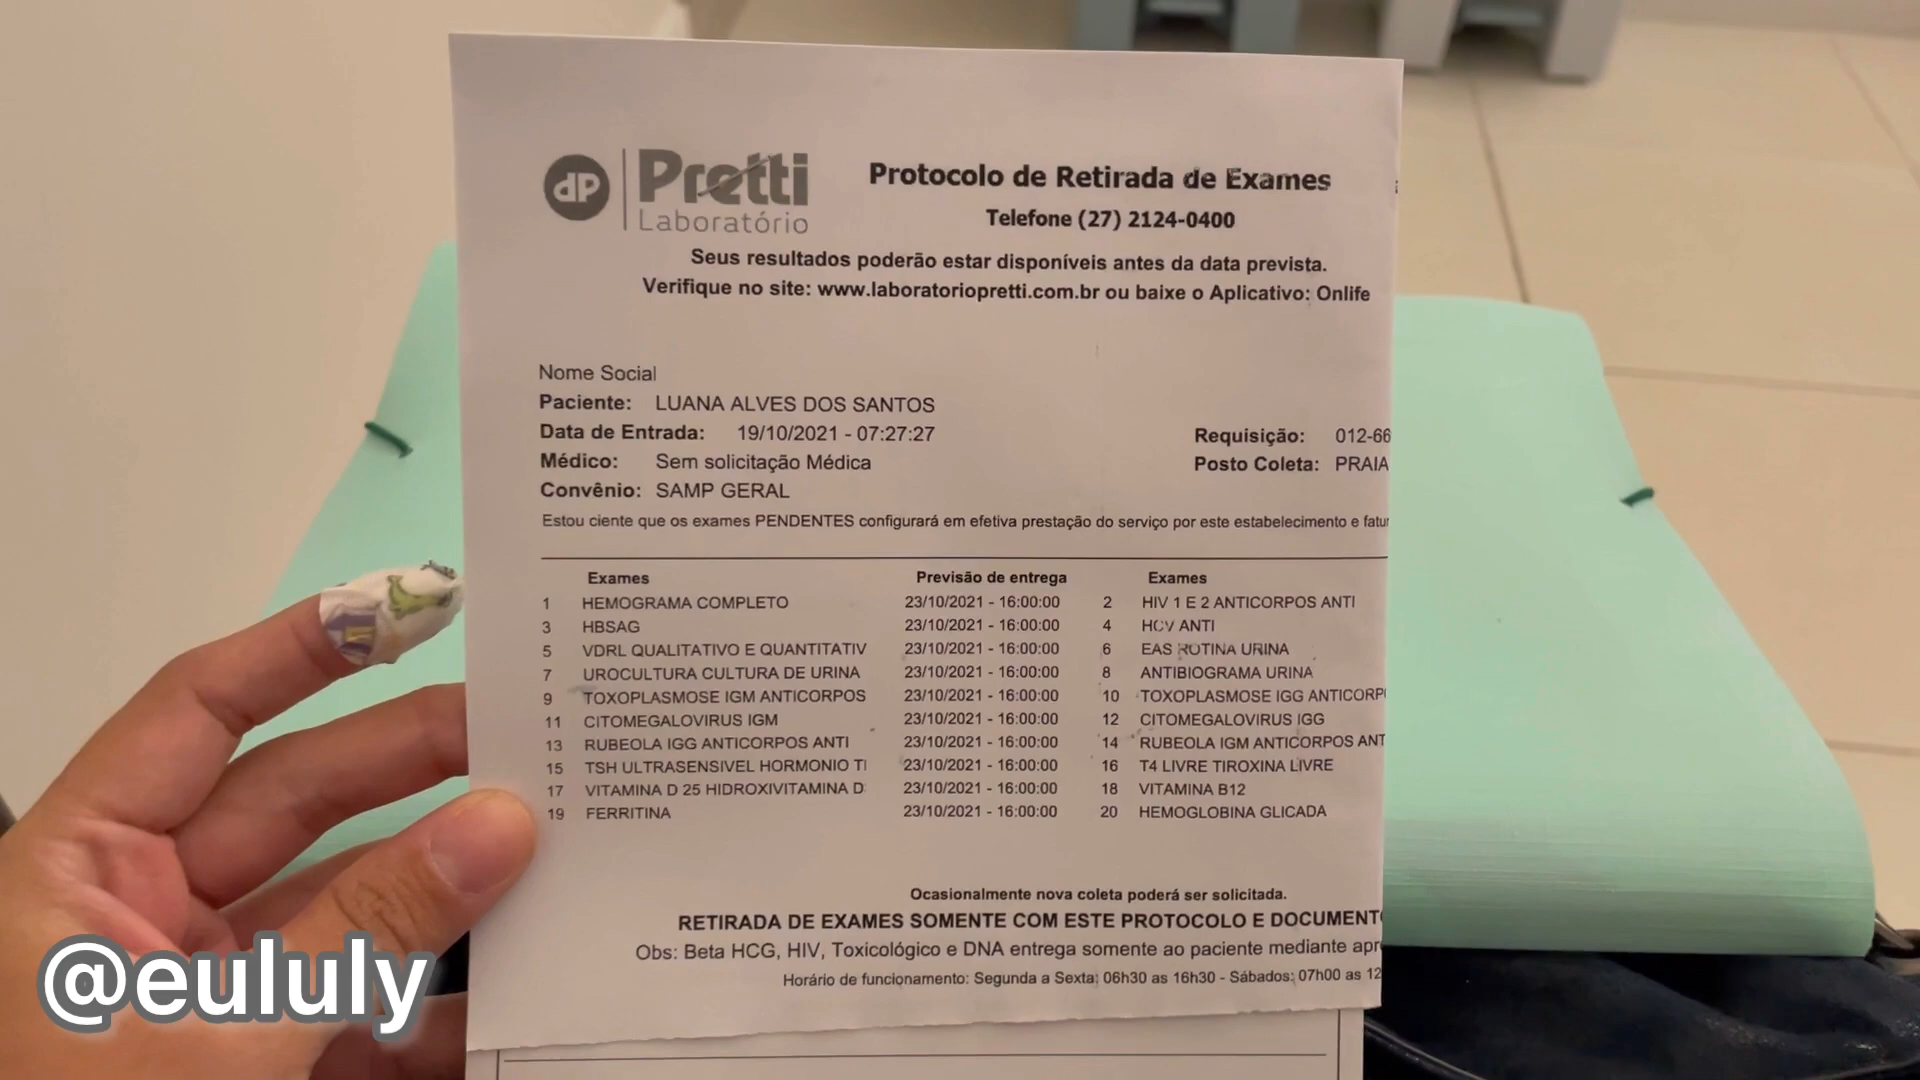 dP Pretti
Laboratório
Protocolo de Retirada de Exames
Telefone (27) 2124-0400
Seus resultados poderão estar disponíveis antes da data prevista.
Verifique no site: www.laboratoriopretti.com.br ou baixe o Aplicativo: Onlife
Nome Social
Paciente: LUANA ALVES DOS SANTOS
Data de Entrada: 19/10/2021 - 07:27:27 Requisição: 012-66
Médico: Sem solicitação Médica Posto Coleta: PRAIA
Convênio: SAMP GERAL
Estou ciente que os exames PENDENTES configurará em efetiva prestação do serviço por este estabelecimento e fatur
Exames Previsão de entrega Exames
1 HEMOGRAMA COMPLETO 23/10/2021 - 16:00:00 2 HIV 1 E 2 ANTICORPOS ANTI
3 HBSAG 23/10/2021 - 16:00:00 4 HCV ANTI
5 VDRL QUALITATIVO E QUANTITATIV 23/10/2021 - 16:00:00 6 EAS ROTINA URINA
7 UROCULTURA CULTURA DE URINA 23/10/2021 - 16:00:00 8 ANTIBIOGRAMA URINA
9 TOXOPLASMOSE IGM ANTICORPOS 23/10/2021 - 16:00:00 10 TOXOPLASMOSE IGG ANTICORP
11 CITOMEGALOVIRUS IGM 23/10/2021 - 16:00:00 12 CITOMEGALOVIRUS IGG
13 RUBEOLA IGG ANTICORPOS ANTI 23/10/2021 - 16:00:00 14 RUBEOLA IGM ANTICORPOS ANT
15 TSH ULTRASENSIVEL HORMONIO TI 23/10/2021 - 16:00:00 16 T4 LIVRE TIROXINA LIVRE
17 VITAMINA D 25 HIDROXIVITAMINA D 23/10/2021 - 16:00:00 18 VITAMINA B12
19 FERRITINA 23/10/2021 - 16:00:00 20 HEMOGLOBINA GLICADA
Ocasionalmente nova coleta poderá ser solicitada.
RETIRADA DE EXAMES SOMENTE COM ESTE PROTOCOLO E DOCUMENT
Obs: Beta HCG, HIV, Toxicológico e DNA entrega somente ao paciente mediante apr
Horário de funcionamento: Segunda a Sexta: 06h30 as 16h30 - Sábados: 07h00 as 12
@eululy